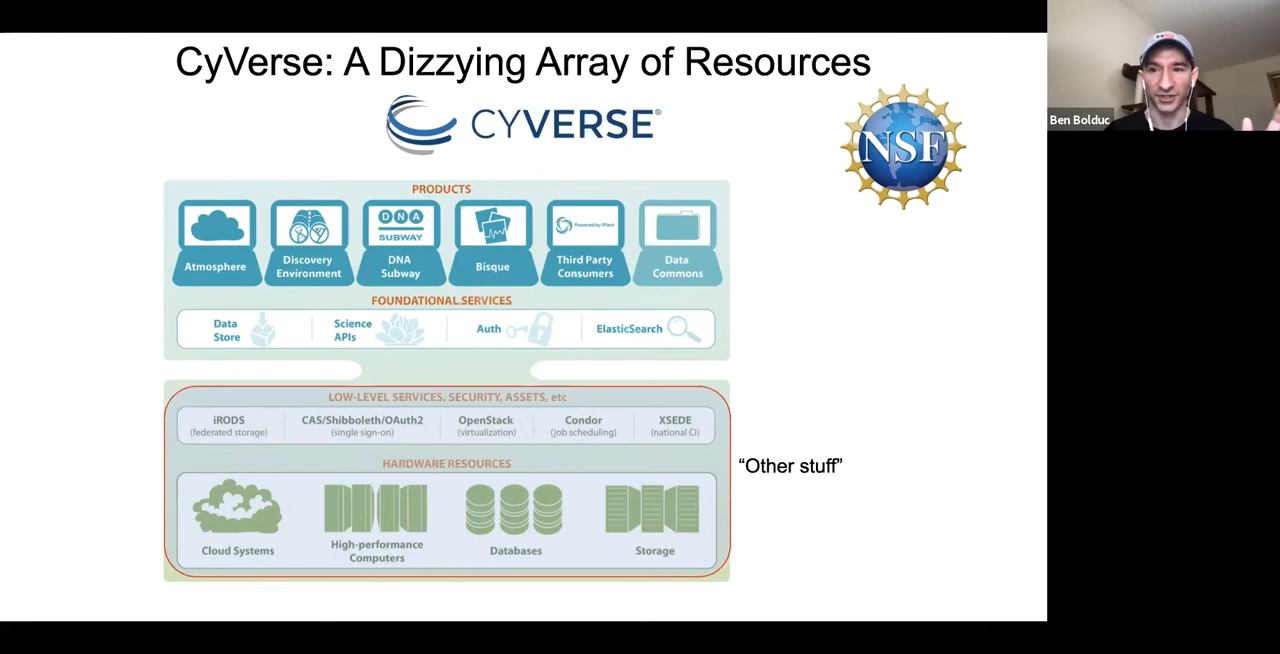 CyVerse: A Dizzying Array of Resources
CYVERSE®
NSF
Ben Bolduc
PRODUCTS
DNA
SUBWAY
Powered by iPlant
Atmosphere
Discovery
Environment
DNA
Subway
Bisque
Third Party
Consumers
Data
Commons
FOUNDATIONAL SERVICES
Data
Store
Science
APIs
Auth
ElasticSearch
LOW-LEVEL SERVICES, SECURITY, ASSETS, etc
iRODS
(federated storage)
CAS/Shibboleth/OAuth2
(single sign-on)
OpenStack
(virtualization)
Condor
(job scheduling)
XSEDE
(national CI)
“Other stuff”
HARDWARE RESOURCES
Cloud Systems
High-performance
Computers
Databases
Storage